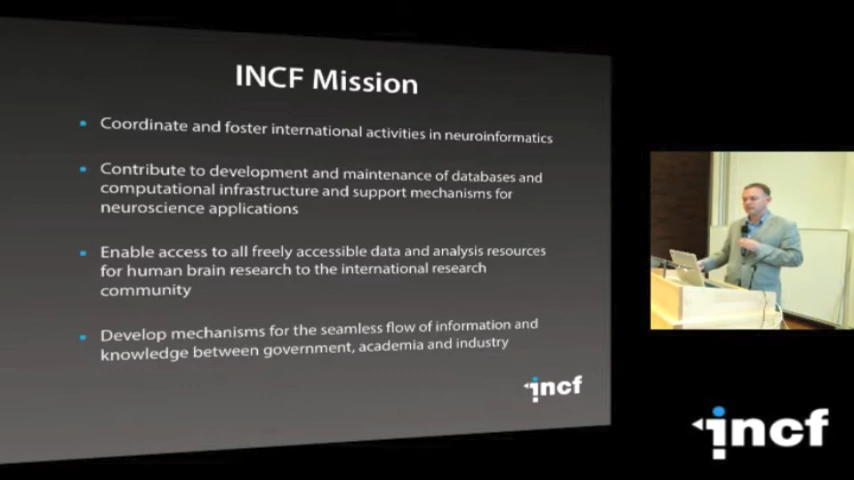 INCF Mission
Coordinate and foster international activities in neuroinformatics
Contribute to development and maintenance of databases and
computational infrastructure and support mechanisms for
neuroscience applications
Enable access to all freely accessible data and analysis resources
for human brain research to the international research
community
Develop mechanisms for the seamless flow of information and
knowledge between government, academia and industry
incf
incf